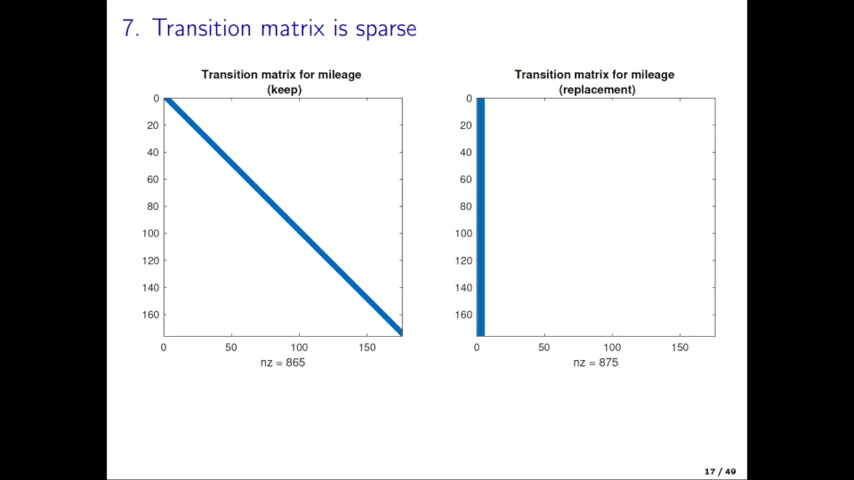 7. Transition matrix is sparse
Transition matrix for mileage
(keep)
0
20
40
60
80
100
120
140
160
0 50 100 150
nz = 865
Transition matrix for mileage
(replacement)
0
20
40
60
80
100
120
140
160
0 50 100 150
nz = 875
17 / 49